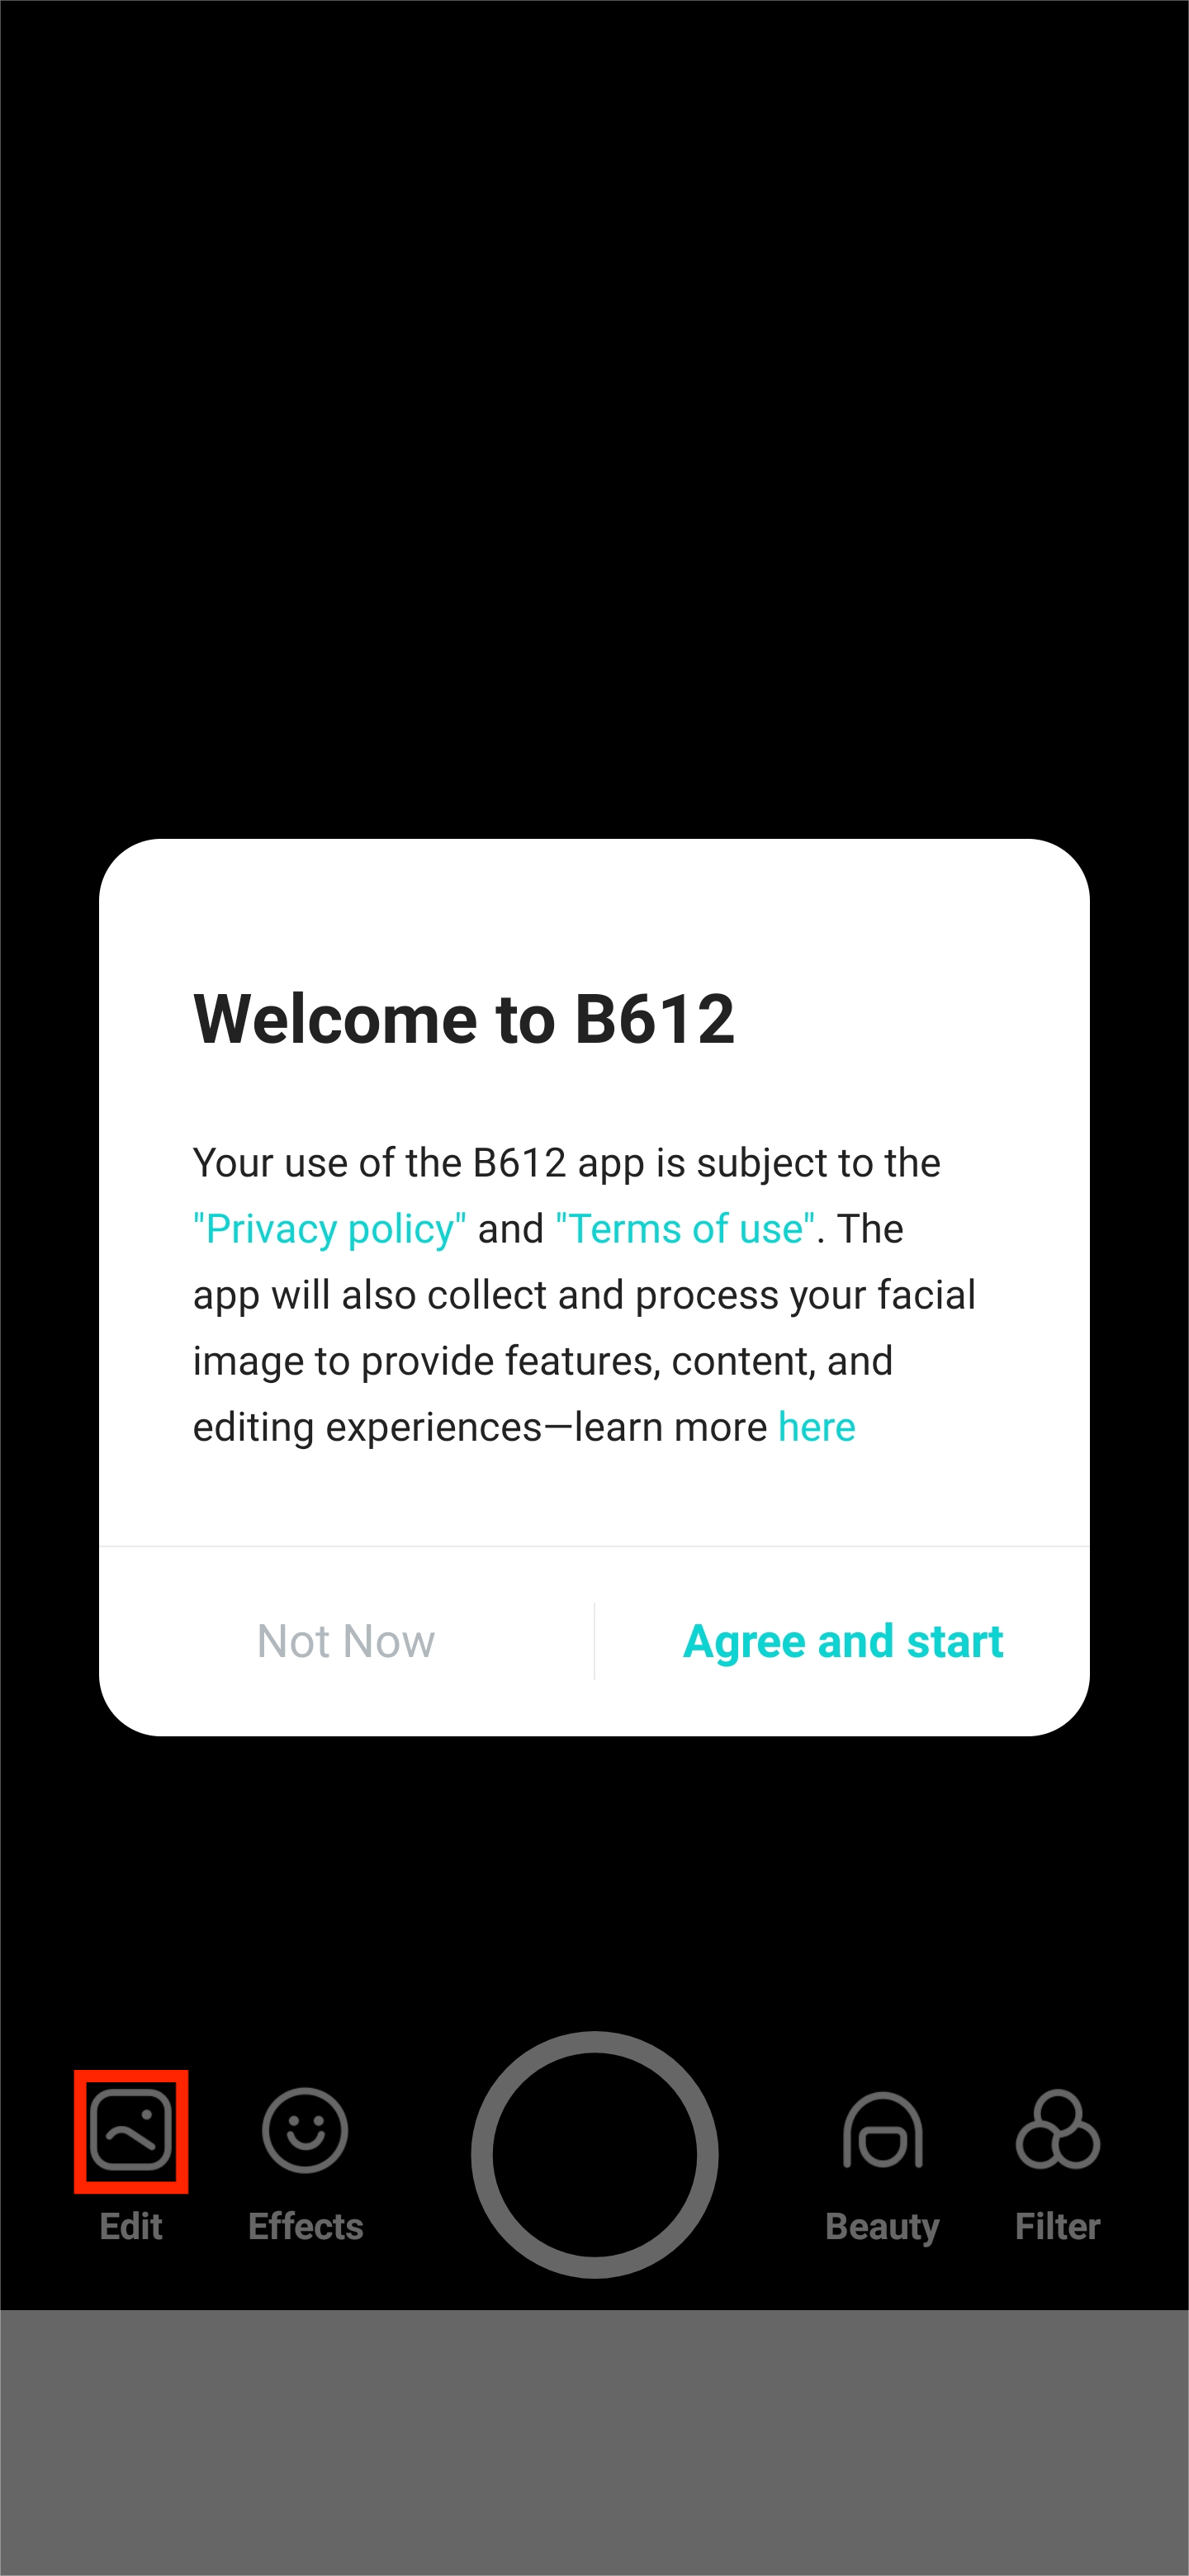 Welcome to B612
Your use of the B612 app is subject to the
"Privacy policy" and "Terms of use". The
app will also collect and process your facial
image to provide features, content, and
editing experiences—learn more here
Not Now
Agree and start
Edit
Effects
Beauty
Filter